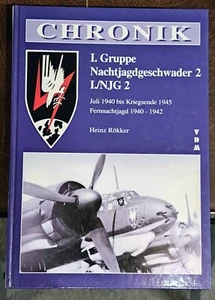 CHRONIK
I. Gruppe
Nachtjagdgeschwader 2
I./NJG 2
Juli 1940 bis Kriegsende 1945
Fernnachtjagd 1940 - 1942
Heinz Rökker
VDM